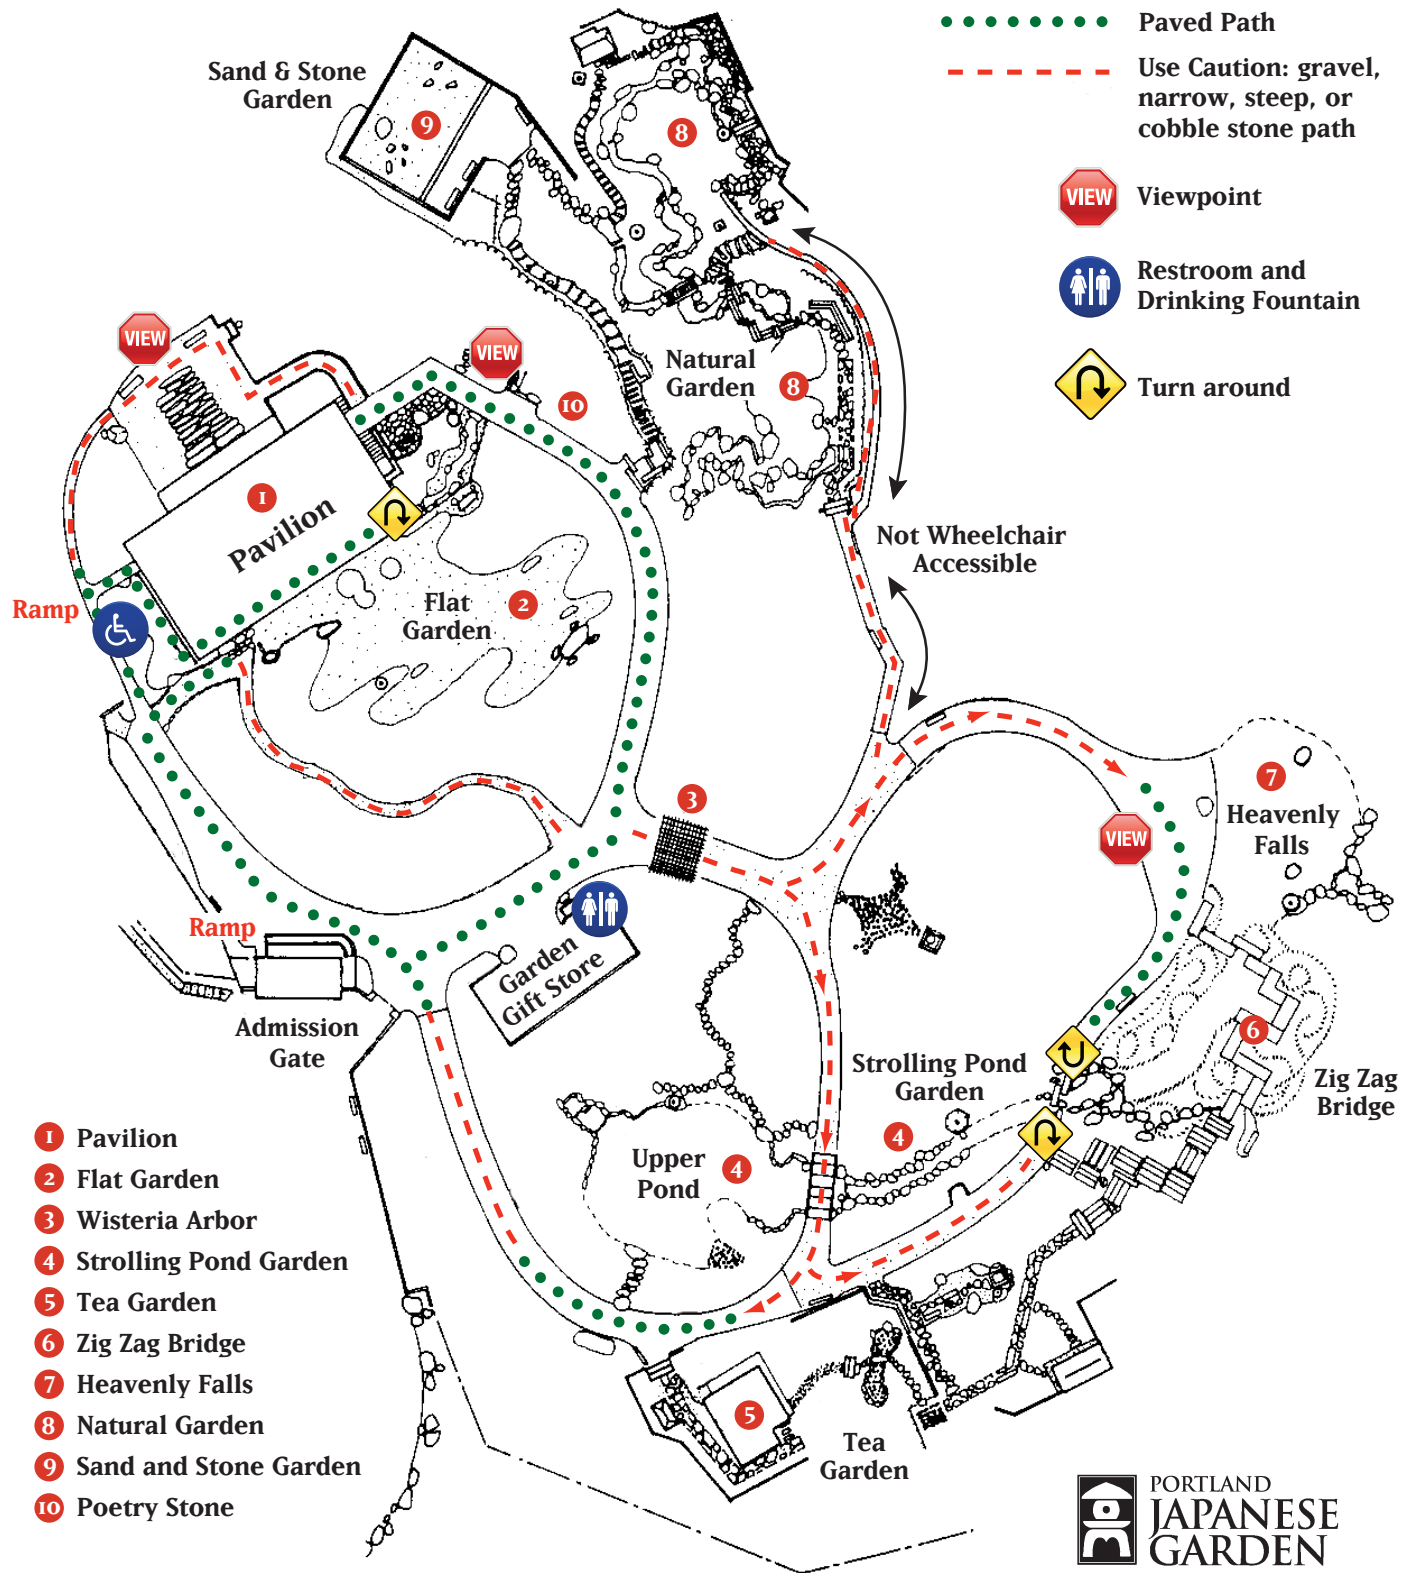 Paved Path
Use Caution: gravel,
narrow, steep, or
cobble stone path
VIEW
Viewpoint
Restroom and
Drinking Fountain
Turn around
Sand & Stone
Garden
9
8
VIEW
VIEW
10
Natural
Garden
8
1
Pavilion
Not Wheelchair
Accessible
Ramp
Flat
Garden
2
3
7
Heavenly
Falls
VIEW
Ramp
Garden
Gift Store
Admission
Gate
6
Zig Zag
Bridge
Strolling Pond
Garden
4
Upper
Pond
4
5
Tea
Garden
1 Pavilion
2 Flat Garden
3 Wisteria Arbor
4 Strolling Pond Garden
5 Tea Garden
6 Zig Zag Bridge
7 Heavenly Falls
8 Natural Garden
9 Sand and Stone Garden
10 Poetry Stone
PORTLAND
JAPANESE
GARDEN